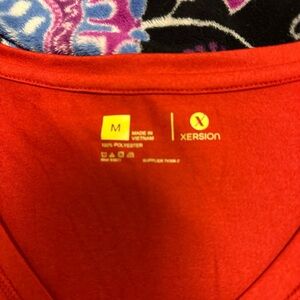 M
MADE IN
VIETNAM
100% POLYESTER
X
XERSION